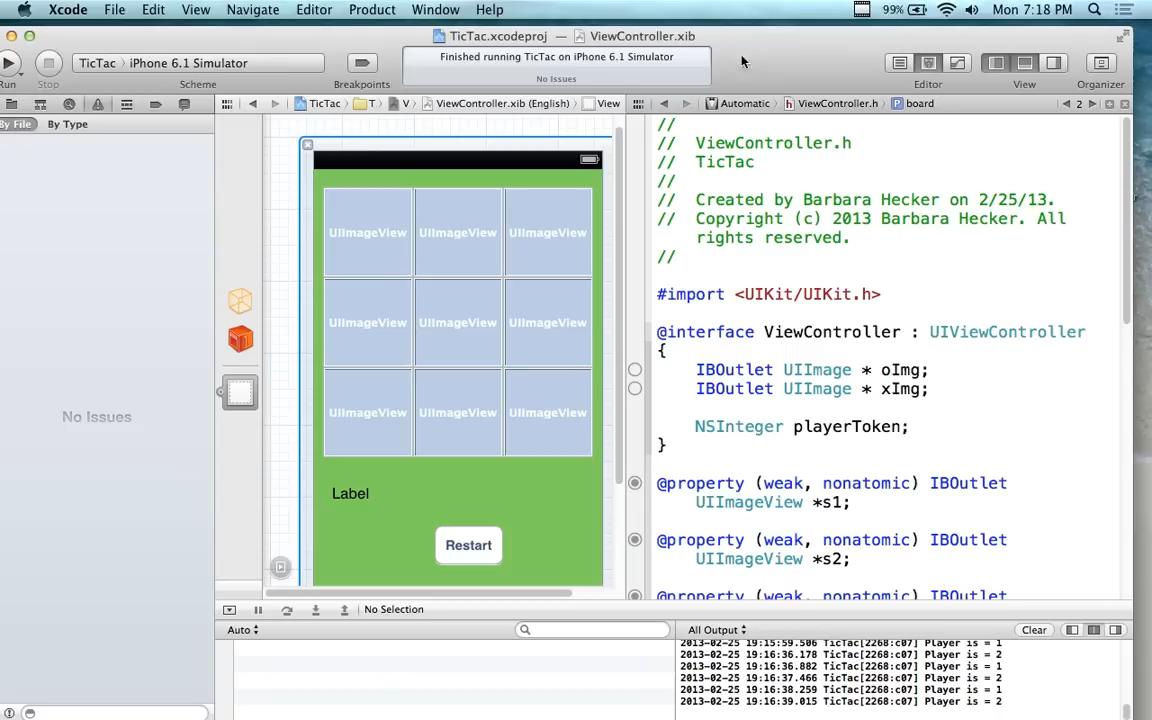 Xcode File Edit View Navigate Editor Product Window Help 99% Mon 7:18 PM
TicTac.xcodeproj — ViewController.xib
TicTac › iPhone 6.1 Simulator
Finished running TicTac on iPhone 6.1 Simulator
No Issues
Run Stop Scheme Breakpoints Editor View Organizer
TicTac T V ViewController.xib (English) View Automatic ViewController.h board 2
By File By Type
No Issues
UIImageView UIImageView UIImageView
UIImageView UIImageView UIImageView
UIImageView UIImageView UIImageView
Label
Restart
//
// ViewController.h
// TicTac
//
// Created by Barbara Hecker on 2/25/13.
// Copyright (c) 2013 Barbara Hecker. All
rights reserved.
//
#import <UIKit/UIKit.h>
@interface ViewController : UIViewController
{
IBOutlet UIImage * oImg;
IBOutlet UIImage * xImg;
NSInteger playerToken;
}
@property (weak, nonatomic) IBOutlet
UIImageView *s1;
@property (weak, nonatomic) IBOutlet
UIImageView *s2;
@property (weak, nonatomic) IBOutlet
No Selection
Auto All Output Clear
2013-02-25 19:15:59.506 TicTac[2268:c07] Player is = 1
2013-02-25 19:16:36.178 TicTac[2268:c07] Player is = 2
2013-02-25 19:16:36.882 TicTac[2268:c07] Player is = 1
2013-02-25 19:16:37.466 TicTac[2268:c07] Player is = 2
2013-02-25 19:16:38.259 TicTac[2268:c07] Player is = 1
2013-02-25 19:16:39.015 TicTac[2268:c07] Player is = 2